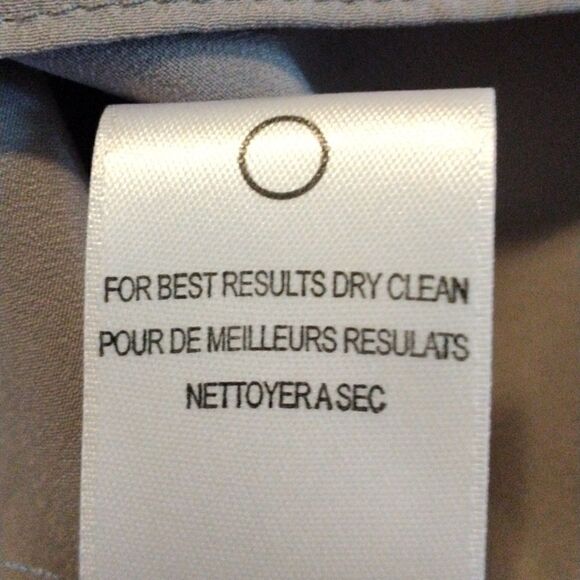 FOR BEST RESULTS DRY CLEAN
POUR DE MEILLEURS RESULATS
NETTOYER A SEC